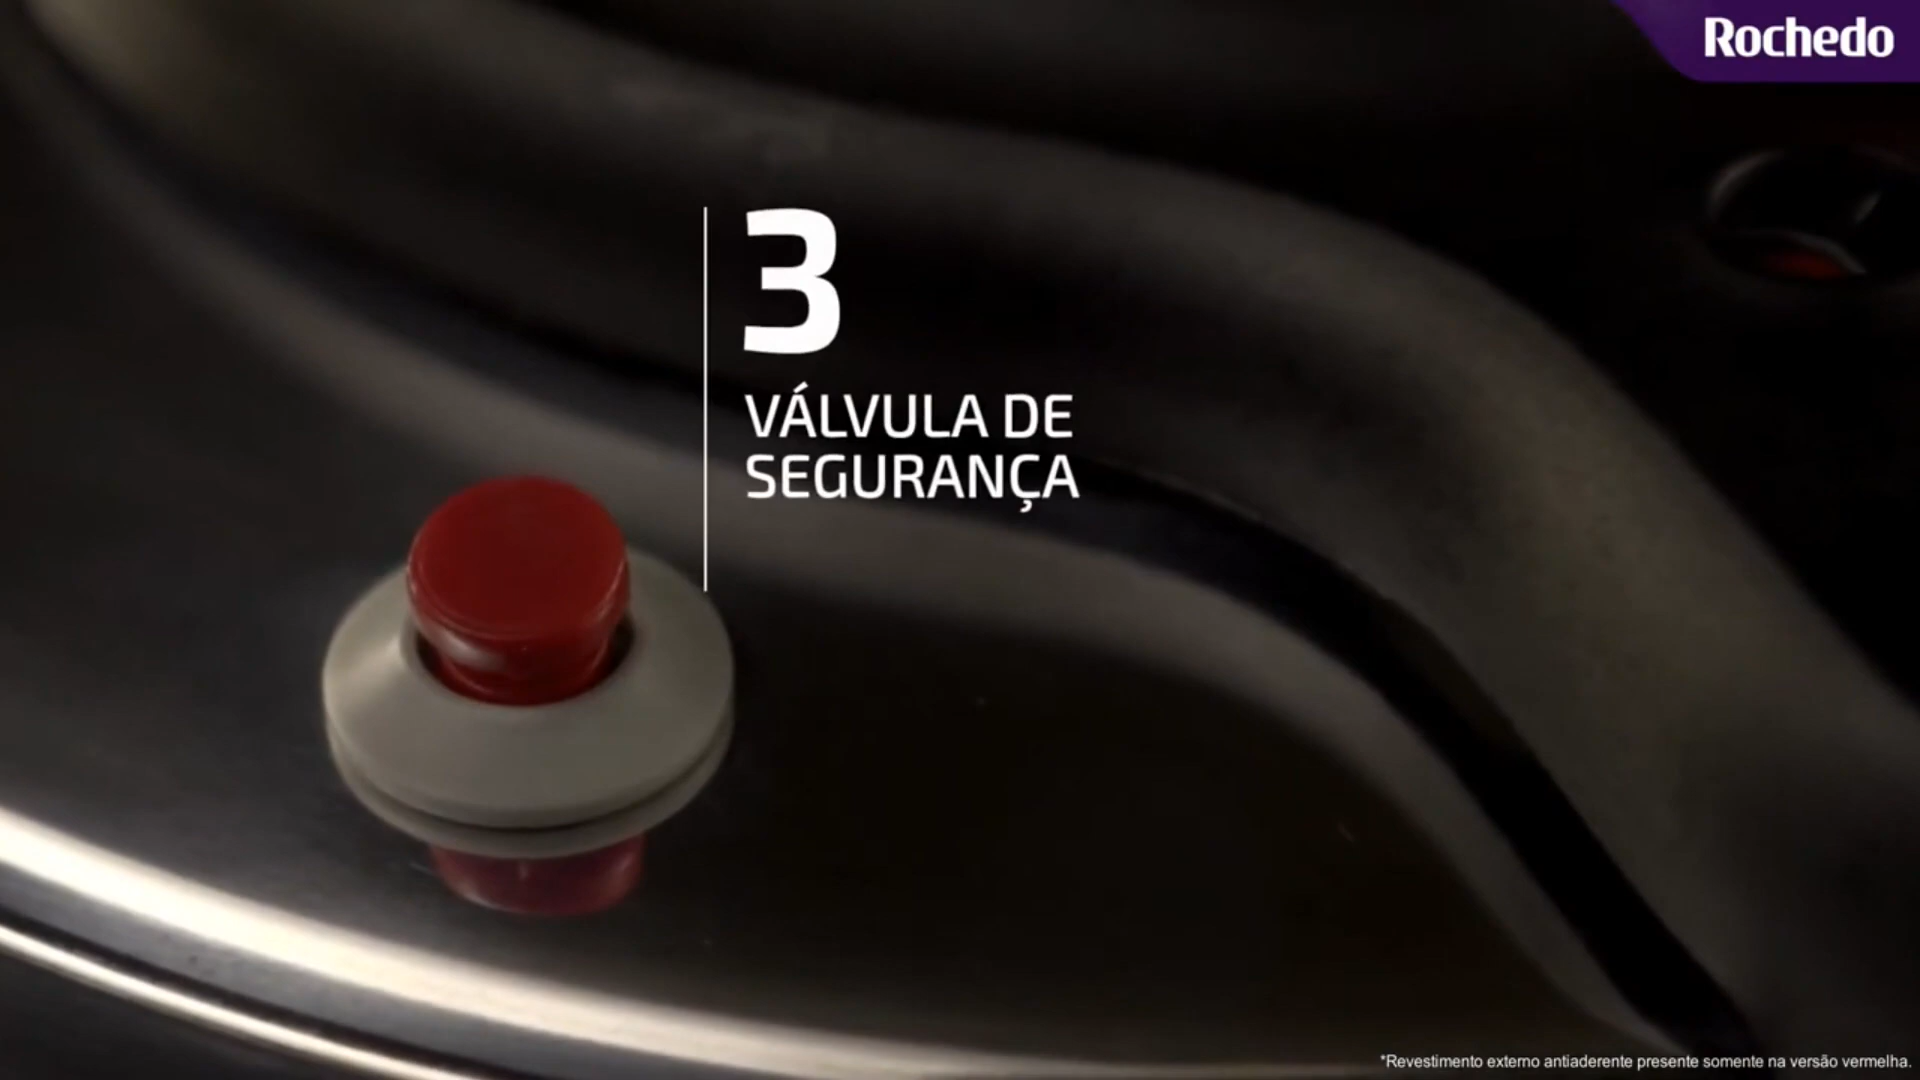 Rochedo
3
VÁLVULA DE
SEGURANÇA
*Revestimento externo antiaderente presente somente na versão vermelha.